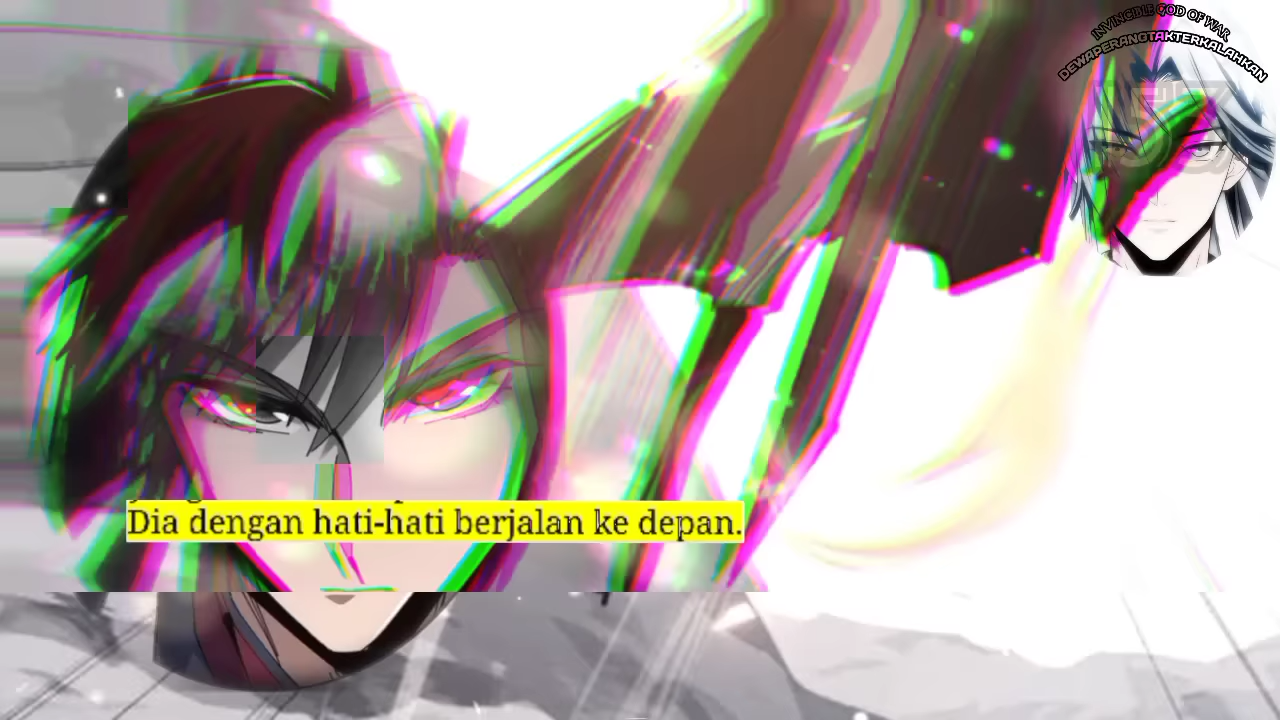 INVINCIBLE GOD OF WAR
DEWAPERANGTAKTERKALAHKAN
Dia dengan hati-hati berjalan ke depan.